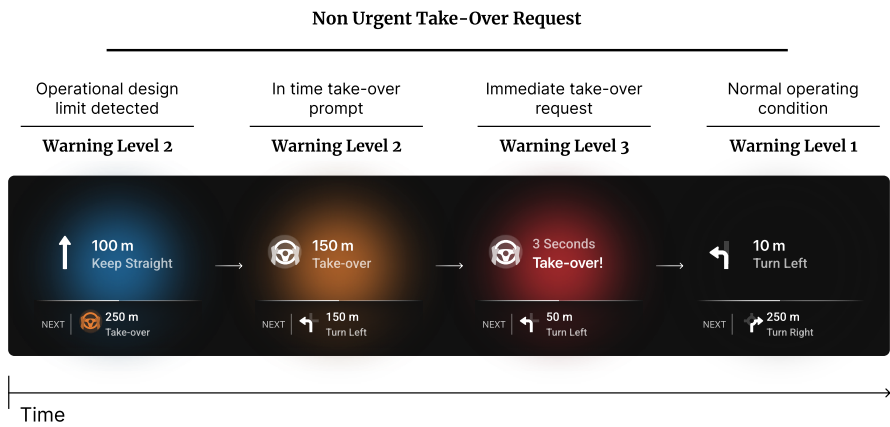 Non Urgent Take-Over Request
Operational design
limit detected
Warning Level 2
In time take-over
prompt
Warning Level 2
Immediate take-over
request
Warning Level 3
Normal operating
condition
Warning Level 1
100 m
Keep Straight
NEXT
250 m
Take-over
150 m
Take-over
NEXT
150 m
Turn Left
3 Seconds
Take-over!
NEXT
50 m
Turn Left
10 m
Turn Left
NEXT
250 m
Turn Right
Time